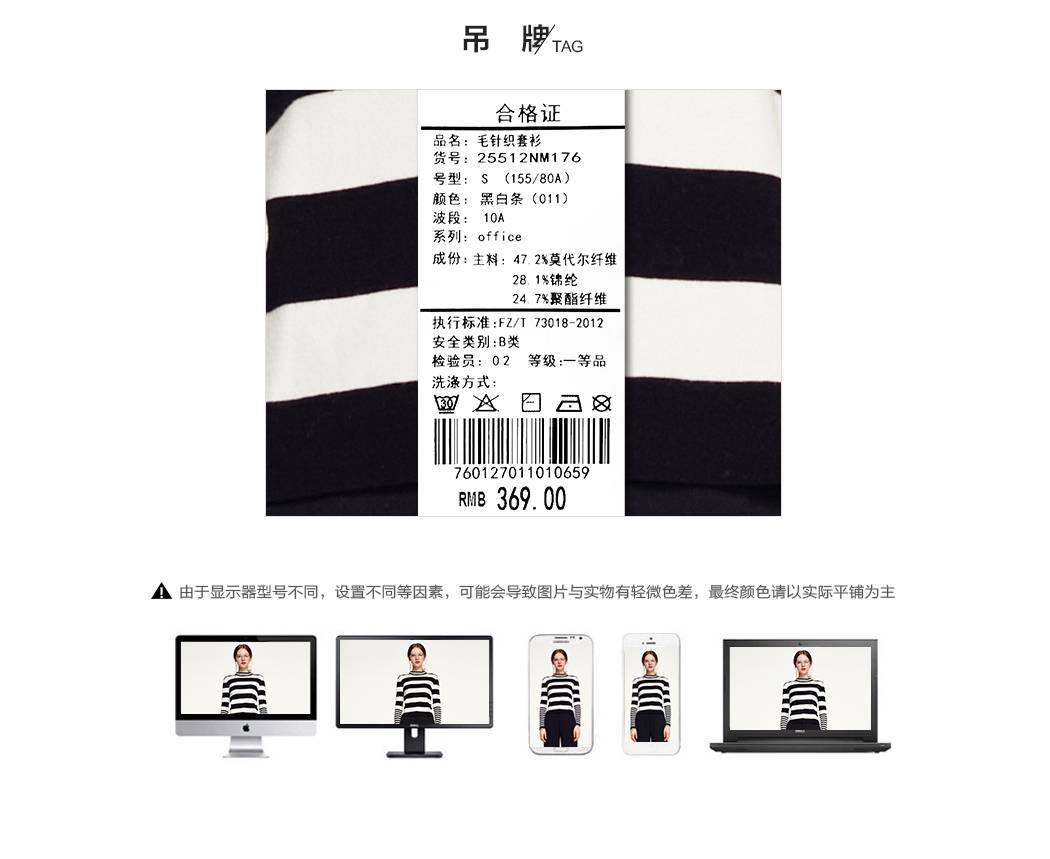 吊 牌/TAG
合格证
品名：毛针织套衫
货号：25512NM176
号型： S （155/80A）
颜色： 黑白条（011）
波段： 10A
系列：office
成份：主料：47.2%莫代尔纤维
28.1%锦纶
24.7%聚酯纤维
执行标准:FZ/T 73018-2012
安全类别:B类
检验员：02 等级:一等品
洗涤方式：
30
760127011010659
RMB 369.00
由于显示器型号不同，设置不同等因素，可能会导致图片与实物有轻微色差，最终颜色请以实际平铺为主